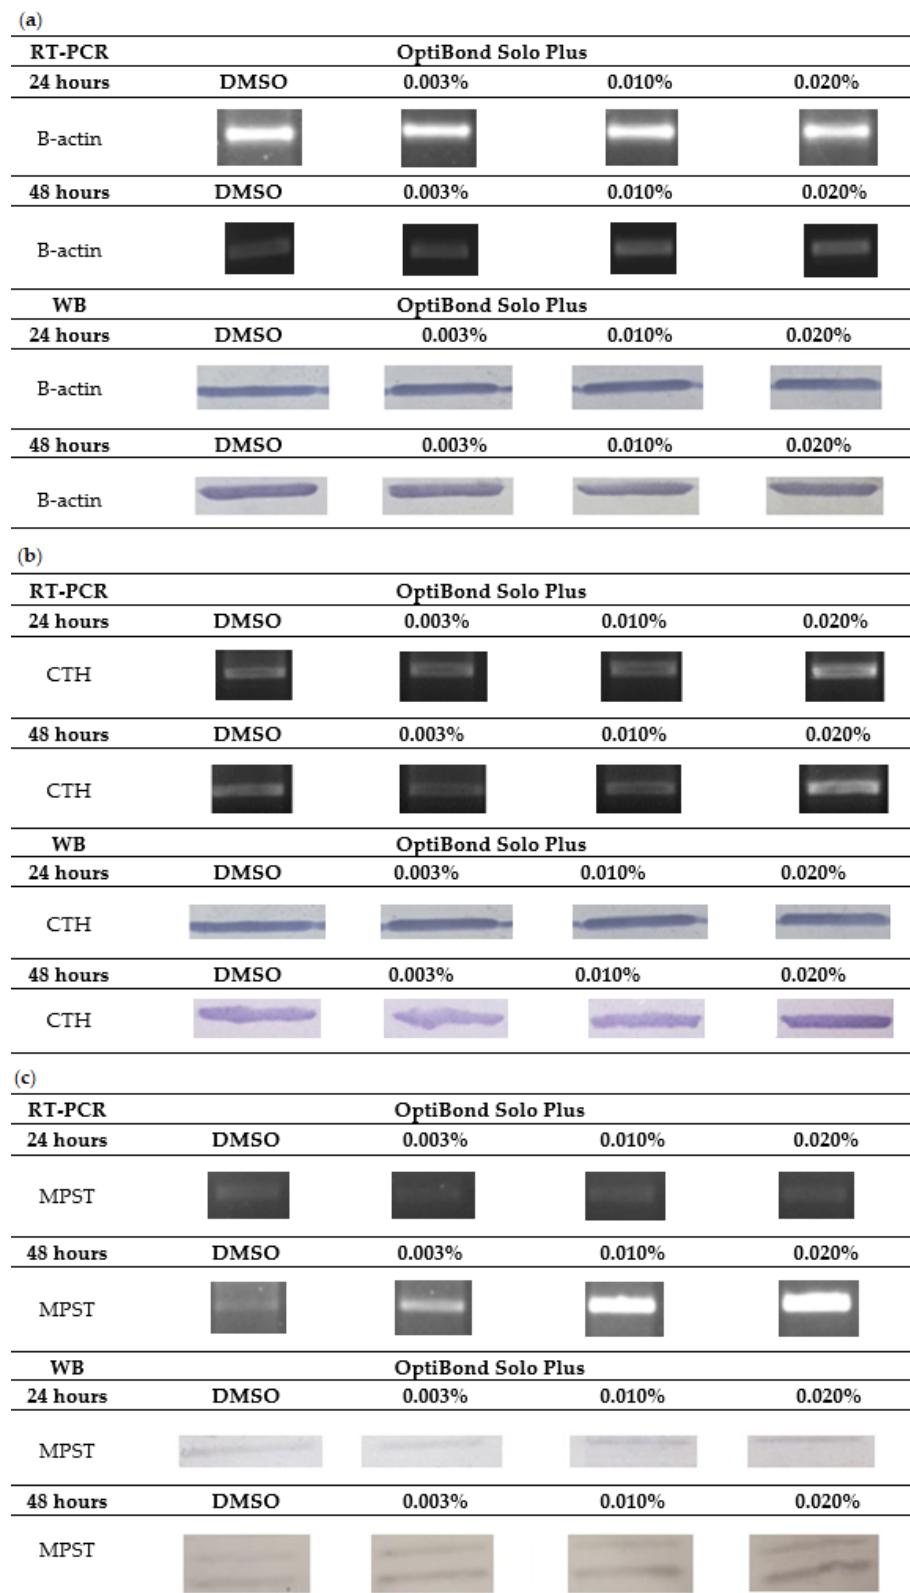 (a)
RT-PCR OptiBond Solo Plus
24 hours DMSO 0.003% 0.010% 0.020%
B-actin
48 hours DMSO 0.003% 0.010% 0.020%
B-actin
WB OptiBond Solo Plus
24 hours DMSO 0.003% 0.010% 0.020%
B-actin
48 hours DMSO 0.003% 0.010% 0.020%
B-actin
(b)
RT-PCR OptiBond Solo Plus
24 hours DMSO 0.003% 0.010% 0.020%
CTH
48 hours DMSO 0.003% 0.010% 0.020%
CTH
WB OptiBond Solo Plus
24 hours DMSO 0.003% 0.010% 0.020%
CTH
48 hours DMSO 0.003% 0.010% 0.020%
CTH
(c)
RT-PCR OptiBond Solo Plus
24 hours DMSO 0.003% 0.010% 0.020%
MPST
48 hours DMSO 0.003% 0.010% 0.020%
MPST
WB OptiBond Solo Plus
24 hours DMSO 0.003% 0.010% 0.020%
MPST
48 hours DMSO 0.003% 0.010% 0.020%
MPST